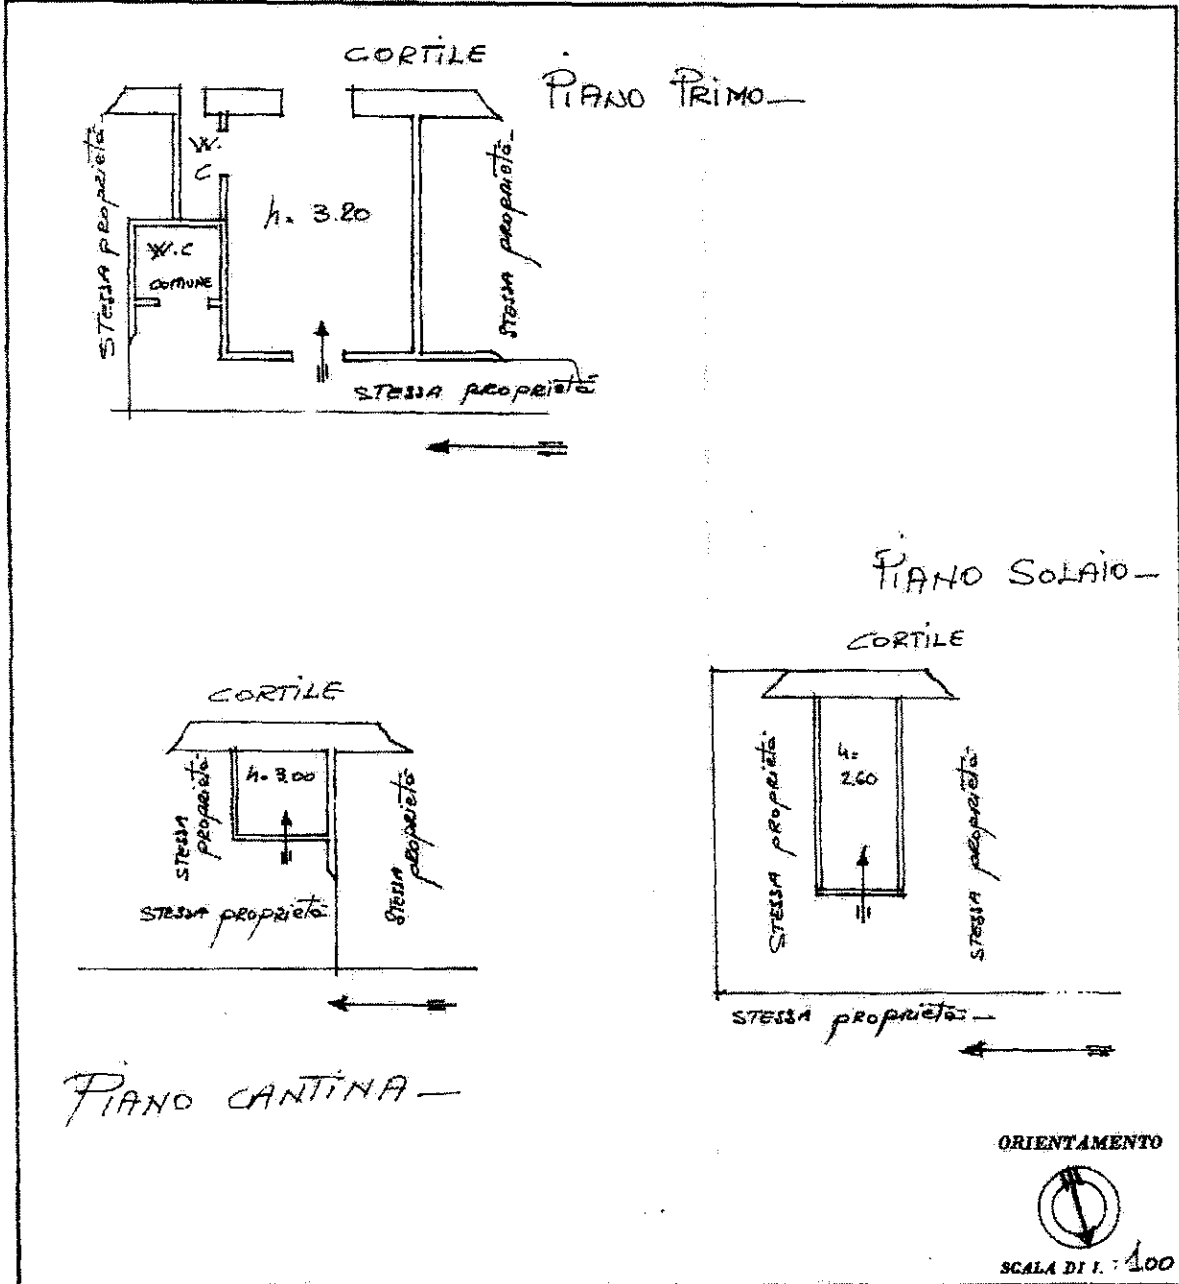 CORTILE
PIANO PRIMO
STESSA proprietà
W.
C
h. 3.20
STESSA proprietà
W.C
COMUNE
STESSA proprietà
PIANO SOLAIO
CORTILE
CORTILE
STESSA
proprietà
h. 3.00
STESSA
proprietà
STESSA proprietà
STESSA proprietà
h=
2.60
STESSA proprietà
STESSA proprietà
PIANO CANTINA
ORIENTAMENTO
SCALA DI 1. : 100